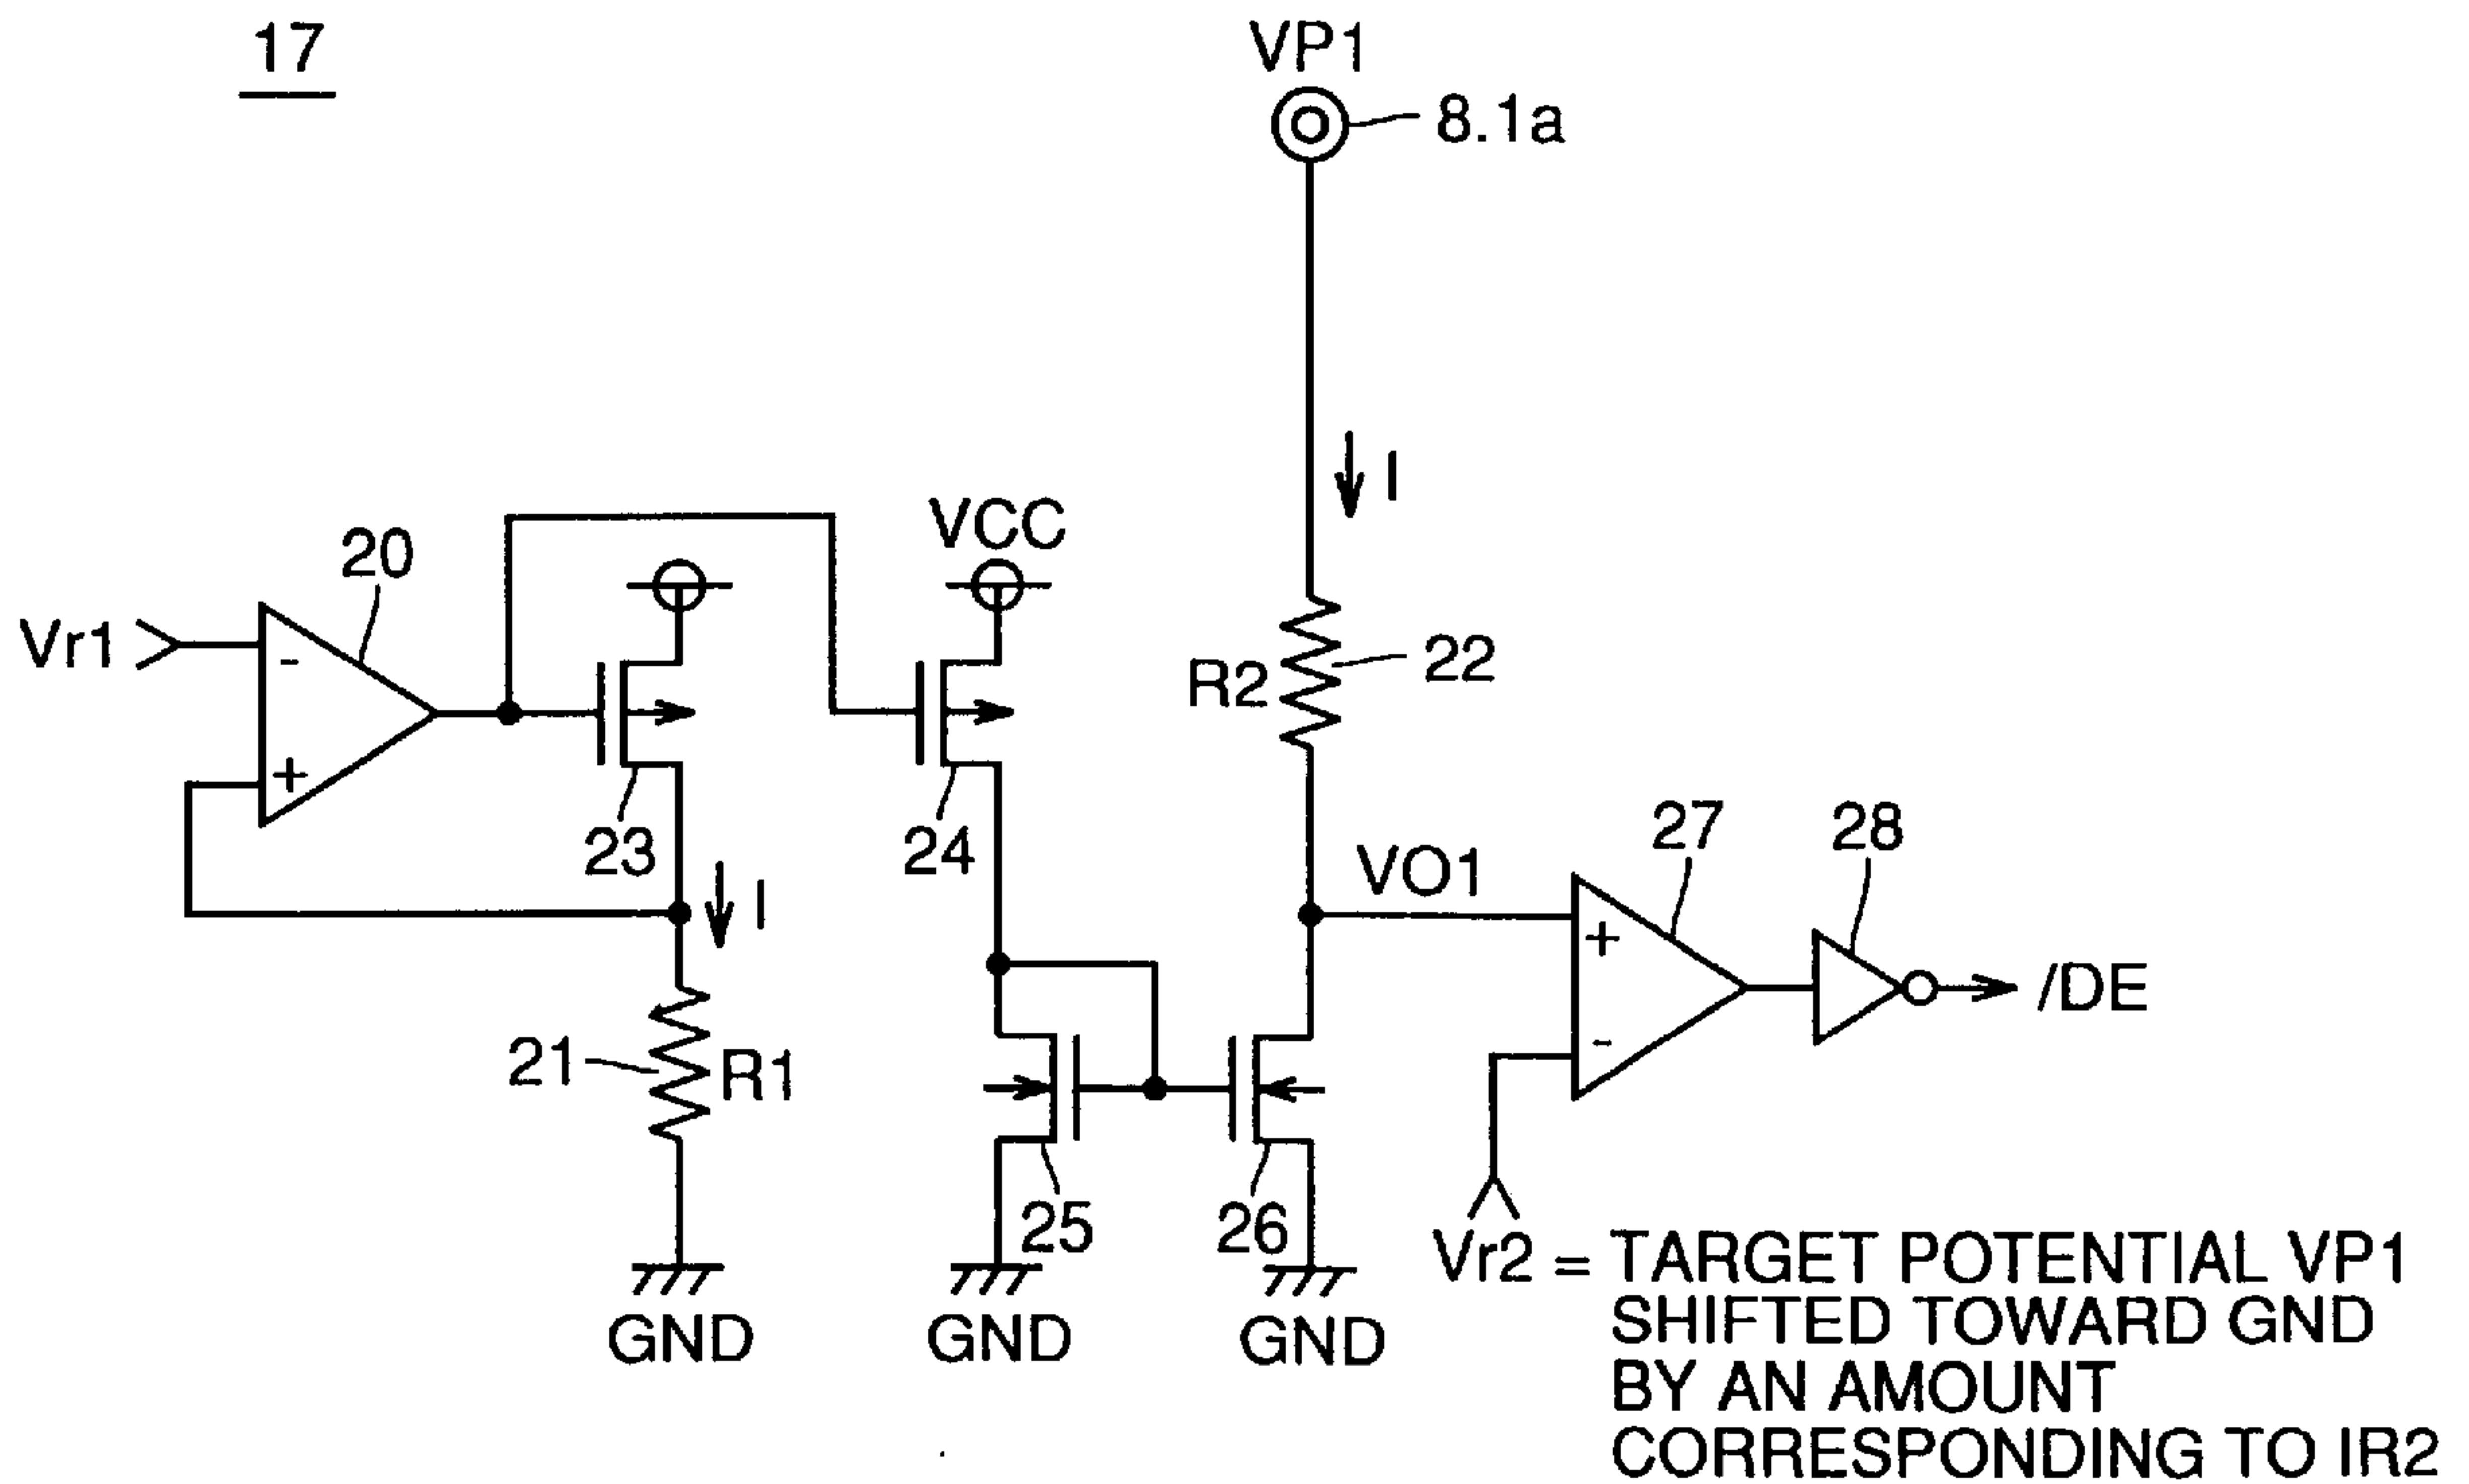 17
VP1
8.1a
I
VCC
20
Vr1
-
+
R2
22
23
24
I
VO1
27
28
+
-
/DE
21
R1
25
26
Vr2 = TARGET POTENTIAL VP1
SHIFTED TOWARD GND
BY AN AMOUNT
CORRESPONDING TO IR2
GND
GND
GND